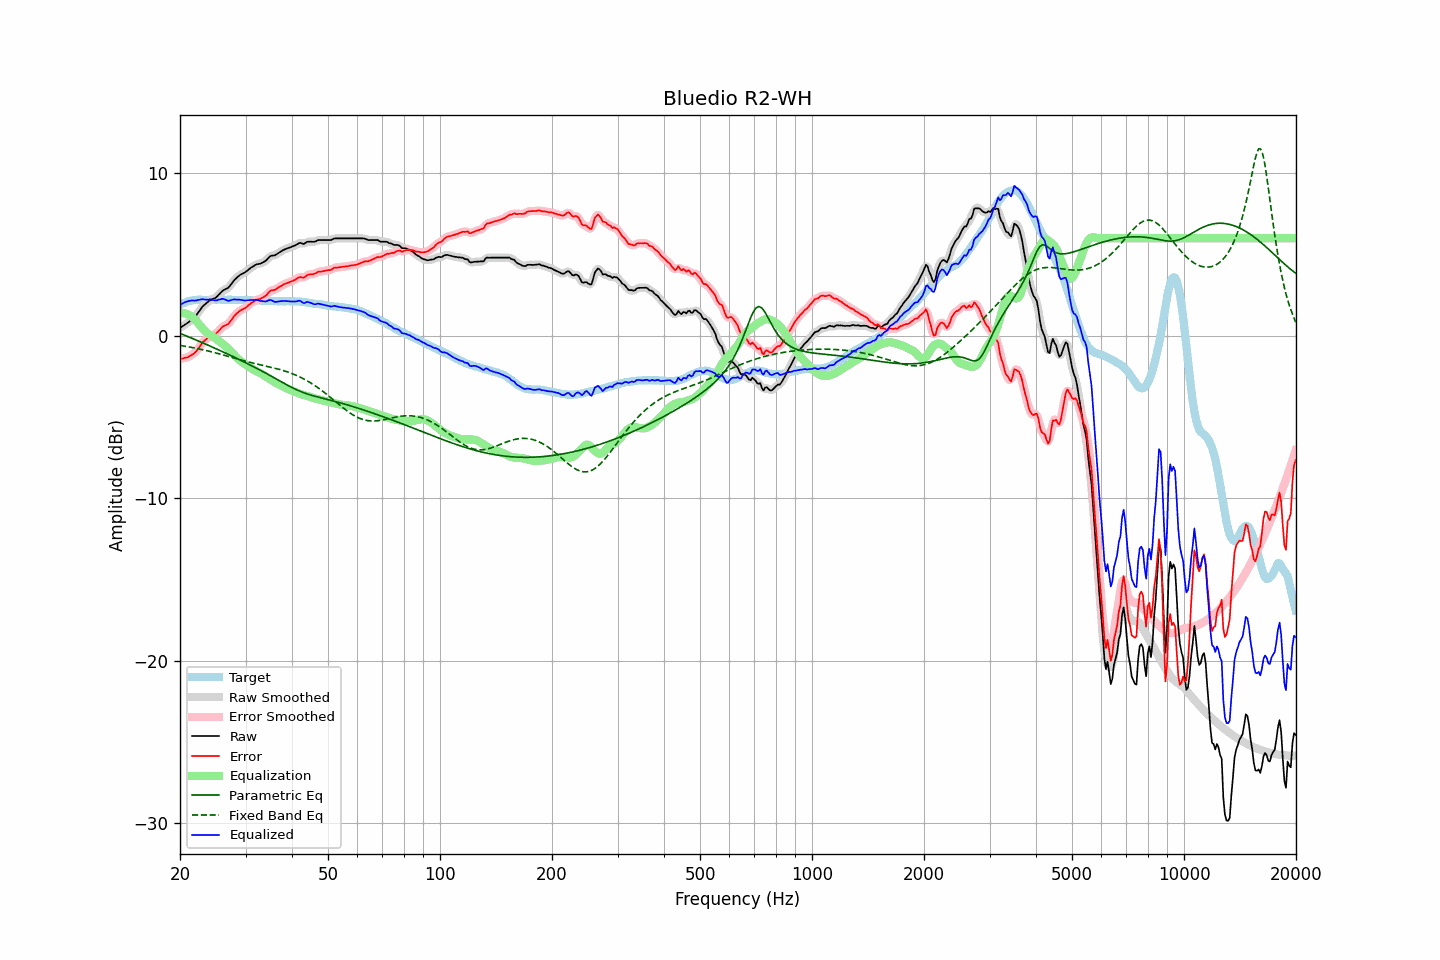 Bluedio R2-WH
Amplitude (dBr)
10
0
−10
−20
−30
Target
Raw Smoothed
Error Smoothed
Raw
Error
Equalization
Parametric Eq
Fixed Band Eq
Equalized
20 50 100 200 500 1000 2000 5000 10000 20000
Frequency (Hz)